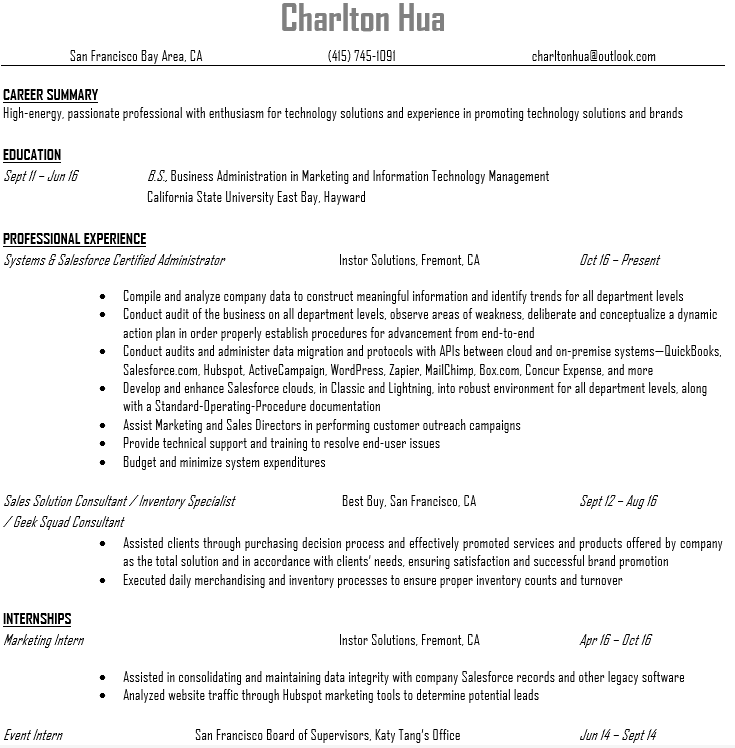 Charlton Hua
San Francisco Bay Area, CA (415) 745-1091 charltonhua@outlook.com
CAREER SUMMARY
High-energy, passionate professional with enthusiasm for technology solutions and experience in promoting technology solutions and brands
EDUCATION
Sept 11 – Jun 16 B.S., Business Administration in Marketing and Information Technology Management
California State University East Bay, Hayward
PROFESSIONAL EXPERIENCE
Systems & Salesforce Certified Administrator Instor Solutions, Fremont, CA Oct 16 – Present
• Compile and analyze company data to construct meaningful information and identify trends for all department levels
• Conduct audit of the business on all department levels, observe areas of weakness, deliberate and conceptualize a dynamic
action plan in order properly establish procedures for advancement from end-to-end
• Conduct audits and administer data migration and protocols with APIs between cloud and on-premise systems—QuickBooks,
Salesforce.com, Hubspot, ActiveCampaign, WordPress, Zapier, MailChimp, Box.com, Concur Expense, and more
• Develop and enhance Salesforce clouds, in Classic and Lightning, into robust environment for all department levels, along
with a Standard-Operating-Procedure documentation
• Assist Marketing and Sales Directors in performing customer outreach campaigns
• Provide technical support and training to resolve end-user issues
• Budget and minimize system expenditures
Sales Solution Consultant / Inventory Specialist Best Buy, San Francisco, CA Sept 12 – Aug 16
/ Geek Squad Consultant
• Assisted clients through purchasing decision process and effectively promoted services and products offered by company
as the total solution and in accordance with clients' needs, ensuring satisfaction and successful brand promotion
• Executed daily merchandising and inventory processes to ensure proper inventory counts and turnover
INTERNSHIPS
Marketing Intern Instor Solutions, Fremont, CA Apr 16 – Oct 16
• Assisted in consolidating and maintaining data integrity with company Salesforce records and other legacy software
• Analyzed website traffic through Hubspot marketing tools to determine potential leads
Event Intern San Francisco Board of Supervisors, Katy Tang's Office Jun 14 – Sept 14